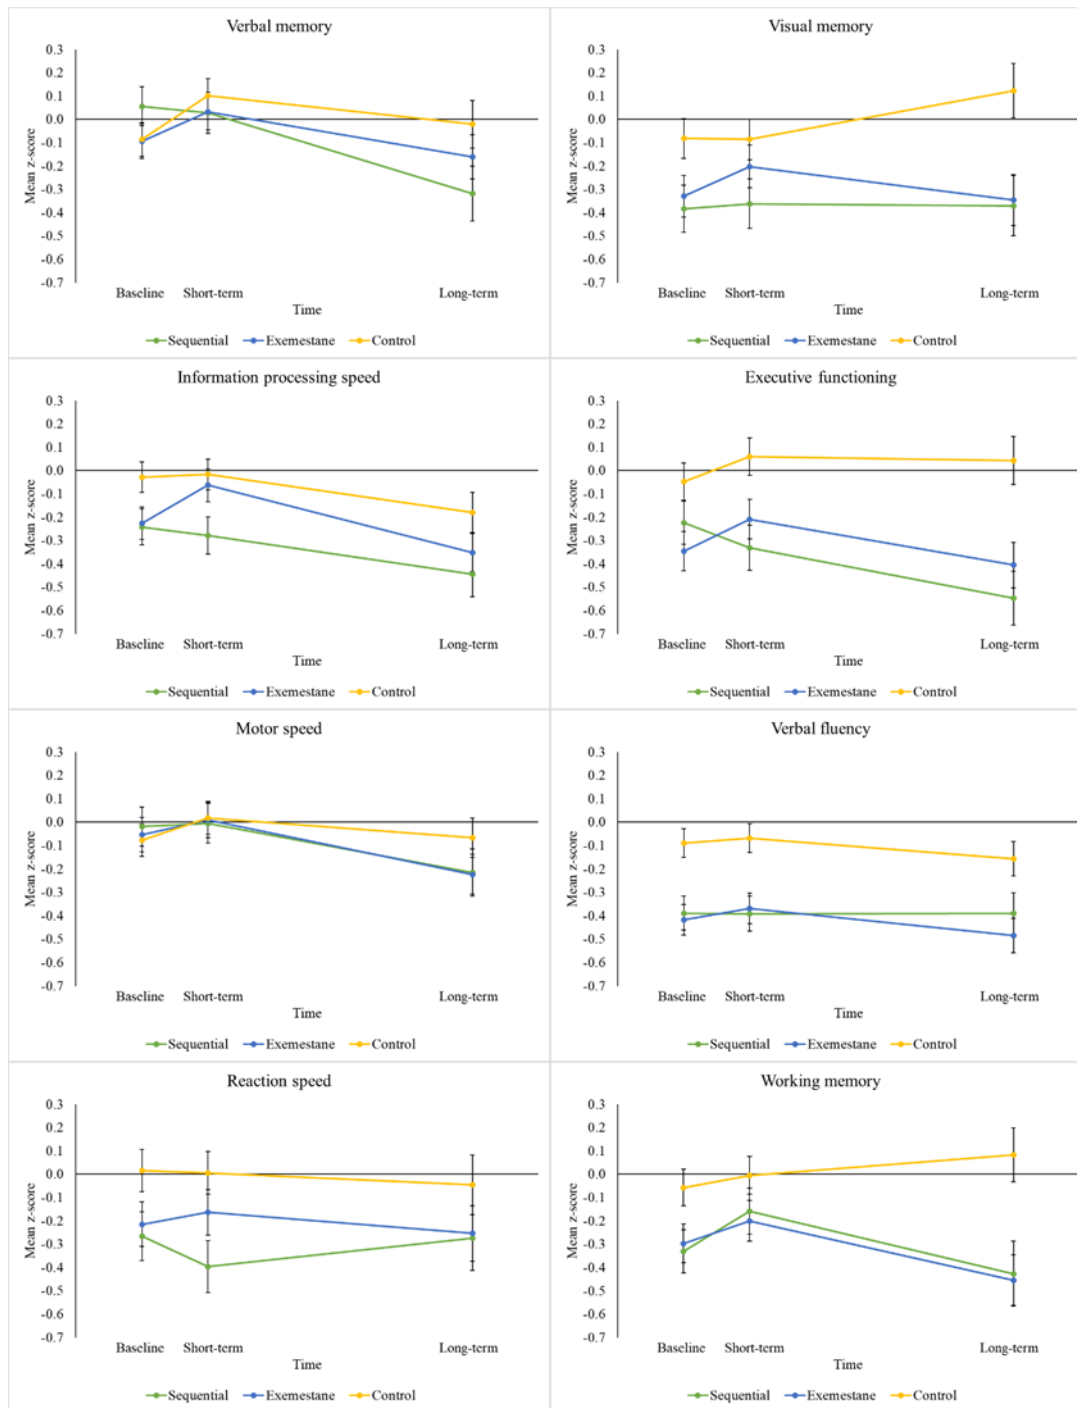 Verbal memory
0.3
0.2
0.1
0.0
-0.1
-0.2
-0.3
-0.4
-0.5
-0.6
-0.7
Mean z-score
Baseline Short-term Long-term
Time
Sequential Exemestane Control
Visual memory
0.3
0.2
0.1
0.0
-0.1
-0.2
-0.3
-0.4
-0.5
-0.6
-0.7
Mean z-score
Baseline Short-term Long-term
Time
Sequential Exemestane Control
Information processing speed
0.3
0.2
0.1
0.0
-0.1
-0.2
-0.3
-0.4
-0.5
-0.6
-0.7
Mean z-score
Baseline Short-term Long-term
Time
Sequential Exemestane Control
Executive functioning
0.3
0.2
0.1
0.0
-0.1
-0.2
-0.3
-0.4
-0.5
-0.6
-0.7
Mean z-score
Baseline Short-term Long-term
Time
Sequential Exemestane Control
Motor speed
0.3
0.2
0.1
0.0
-0.1
-0.2
-0.3
-0.4
-0.5
-0.6
-0.7
Mean z-score
Baseline Short-term Long-term
Time
Sequential Exemestane Control
Verbal fluency
0.3
0.2
0.1
0.0
-0.1
-0.2
-0.3
-0.4
-0.5
-0.6
-0.7
Mean z-score
Baseline Short-term Long-term
Time
Sequential Exemestane Control
Reaction speed
0.3
0.2
0.1
0.0
-0.1
-0.2
-0.3
-0.4
-0.5
-0.6
-0.7
Mean z-score
Baseline Short-term Long-term
Time
Sequential Exemestane Control
Working memory
0.3
0.2
0.1
0.0
-0.1
-0.2
-0.3
-0.4
-0.5
-0.6
-0.7
Mean z-score
Baseline Short-term Long-term
Time
Sequential Exemestane Control